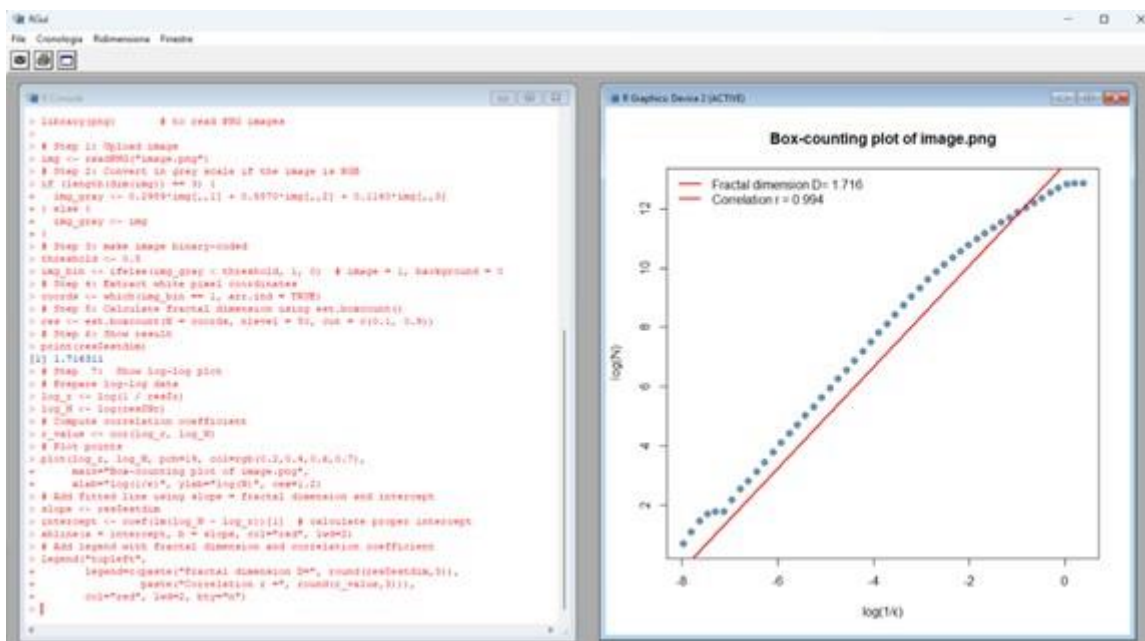 RGui
File Cronologia Ridimensiona Finestre
R Console
> library(png) # to read PNG images
>
> # Step 1: Upload image
> img <- readPNG("image.png")
> # Step 2: Convert in gray scale if the image is RGB
> if (length(dim(img)) == 3) {
+ img_gray <- 0.2989*img[,,1] + 0.5870*img[,,2] + 0.1140*img[,,3]
+ } else {
+ img_gray <- img
+ }
> # Step 3: make image binary-coded
> threshold <- 0.5
> img_bin <- ifelse(img_gray < threshold, 1, 0) # image = 1, background = 0
> # Step 4: Extract white pixel coordinates
> coords <- which(img_bin == 1, arr.ind = TRUE)
> # Step 5: Calculate fractal dimension using est.boxcount()
> res <- est.boxcount(X = coords, nlevel = 50, cut = c(0.1, 0.9))
> # Step 6: Show result
> print(res$estdim)
[1] 1.716311
> # Step 7: Show log-log plot
> # Prepare log-log data
> log_r <- log(1 / res$r)
> log_N <- log(res$Nr)
> # Compute correlation coefficient
> r_value <- cor(log_r, log_N)
> # Plot points
> plot(log_r, log_N, pch=19, col=rgb(0.2,0.4,0.6,0.7),
+ main="Box-counting plot of image.png",
+ xlab="log(1/ε)", ylab="log(N)", cex=1.2)
> # Add fitted line using slope = fractal dimension and intercept
> slope <- res$estdim
> intercept <- coef(lm(log_N ~ log_r))[1] # calculate proper intercept
> abline(a = intercept, b = slope, col="red", lwd=2)
> # Add legend with fractal dimension and correlation coefficient
> legend("topleft",
+ legend=c(paste("Fractal dimension D=", round(res$estdim,3)),
+ paste("Correlation r =", round(r_value,3))),
+ col="red", lwd=2, bty="n")
>
R Graphics: Device 2 (ACTIVE)
Box-counting plot of image.png
Fractal dimension D= 1.716
Correlation r = 0.994
log(N)
12
10
8
6
4
2
-8 -6 -4 -2 0
log(1/ε)